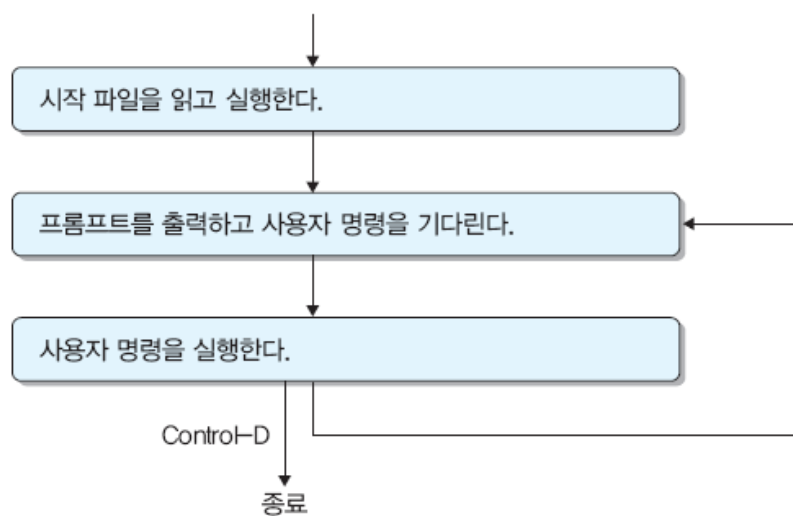 시작 파일을 읽고 실행한다.
프롬프트를 출력하고 사용자 명령을 기다린다.
사용자 명령을 실행한다.
Control-D
종료